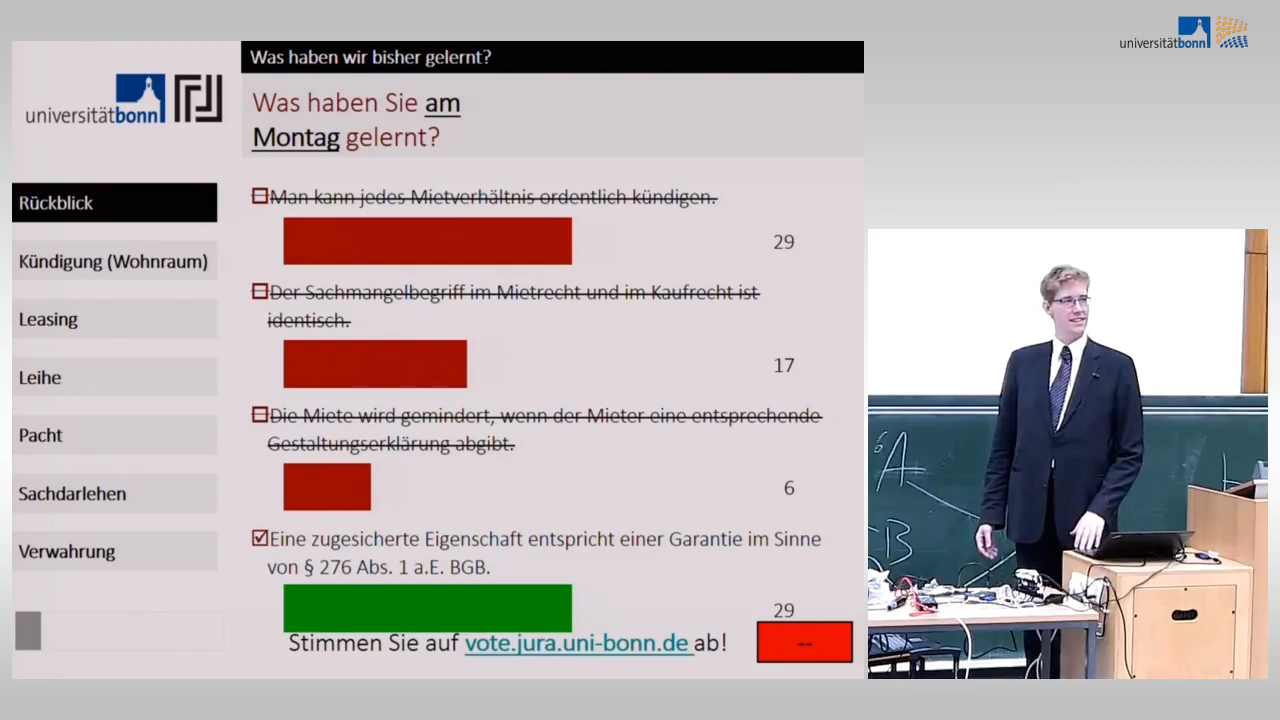 universitätbonn
Was haben wir bisher gelernt?
universitätbonn
Was haben Sie am
Montag gelernt?
Rückblick
Kündigung (Wohnraum)
Leasing
Leihe
Pacht
Sachdarlehen
Verwahrung
Man kann jedes Mietverhältnis ordentlich kündigen.
29
Der Sachmangelbegriff im Mietrecht und im Kaufrecht ist
identisch.
17
Die Miete wird gemindert, wenn der Mieter eine entsprechende
Gestaltungserklärung abgibt.
6
Eine zugesicherte Eigenschaft entspricht einer Garantie im Sinne
von § 276 Abs. 1 a.E. BGB.
29
Stimmen Sie auf vote.jura.uni-bonn.de ab!
--
A
B